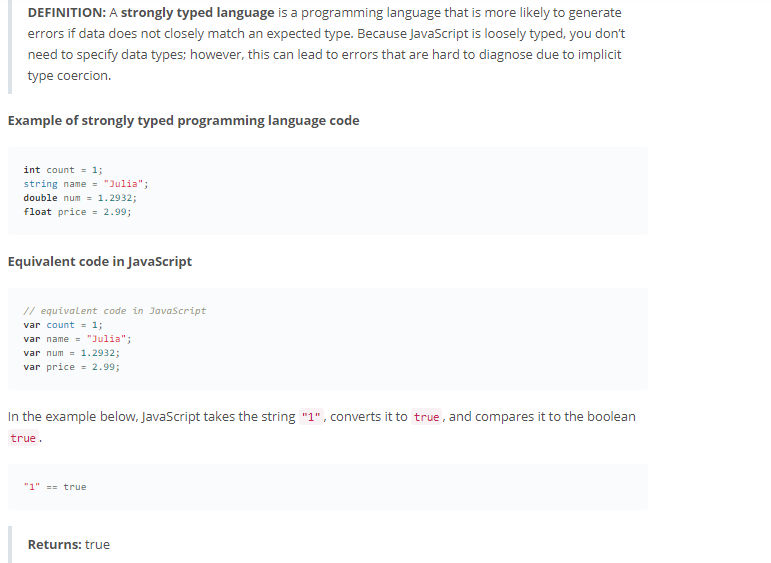 DEFINITION: A strongly typed language is a programming language that is more likely to generate
errors if data does not closely match an expected type. Because JavaScript is loosely typed, you don't
need to specify data types; however, this can lead to errors that are hard to diagnose due to implicit
type coercion.
Example of strongly typed programming language code
int count = 1;
string name = "Julia";
double num = 1.2932;
float price = 2.99;
Equivalent code in JavaScript
// equivalent code in JavaScript
var count = 1;
var name = "Julia";
var num = 1.2932;
var price = 2.99;
In the example below, JavaScript takes the string "1", converts it to true, and compares it to the boolean
true.
"1" == true
Returns: true